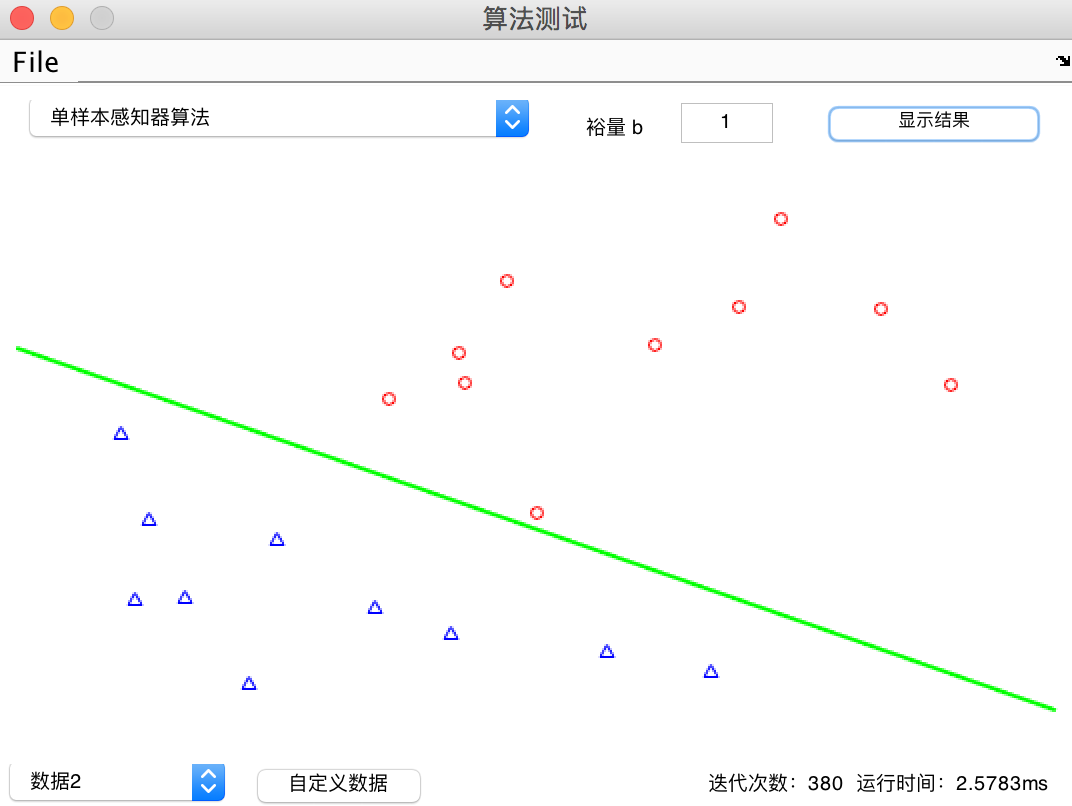 算法测试
File
单样本感知器算法
裕量 b
1
显示结果
数据2
自定义数据
迭代次数：380 运行时间：2.5783ms